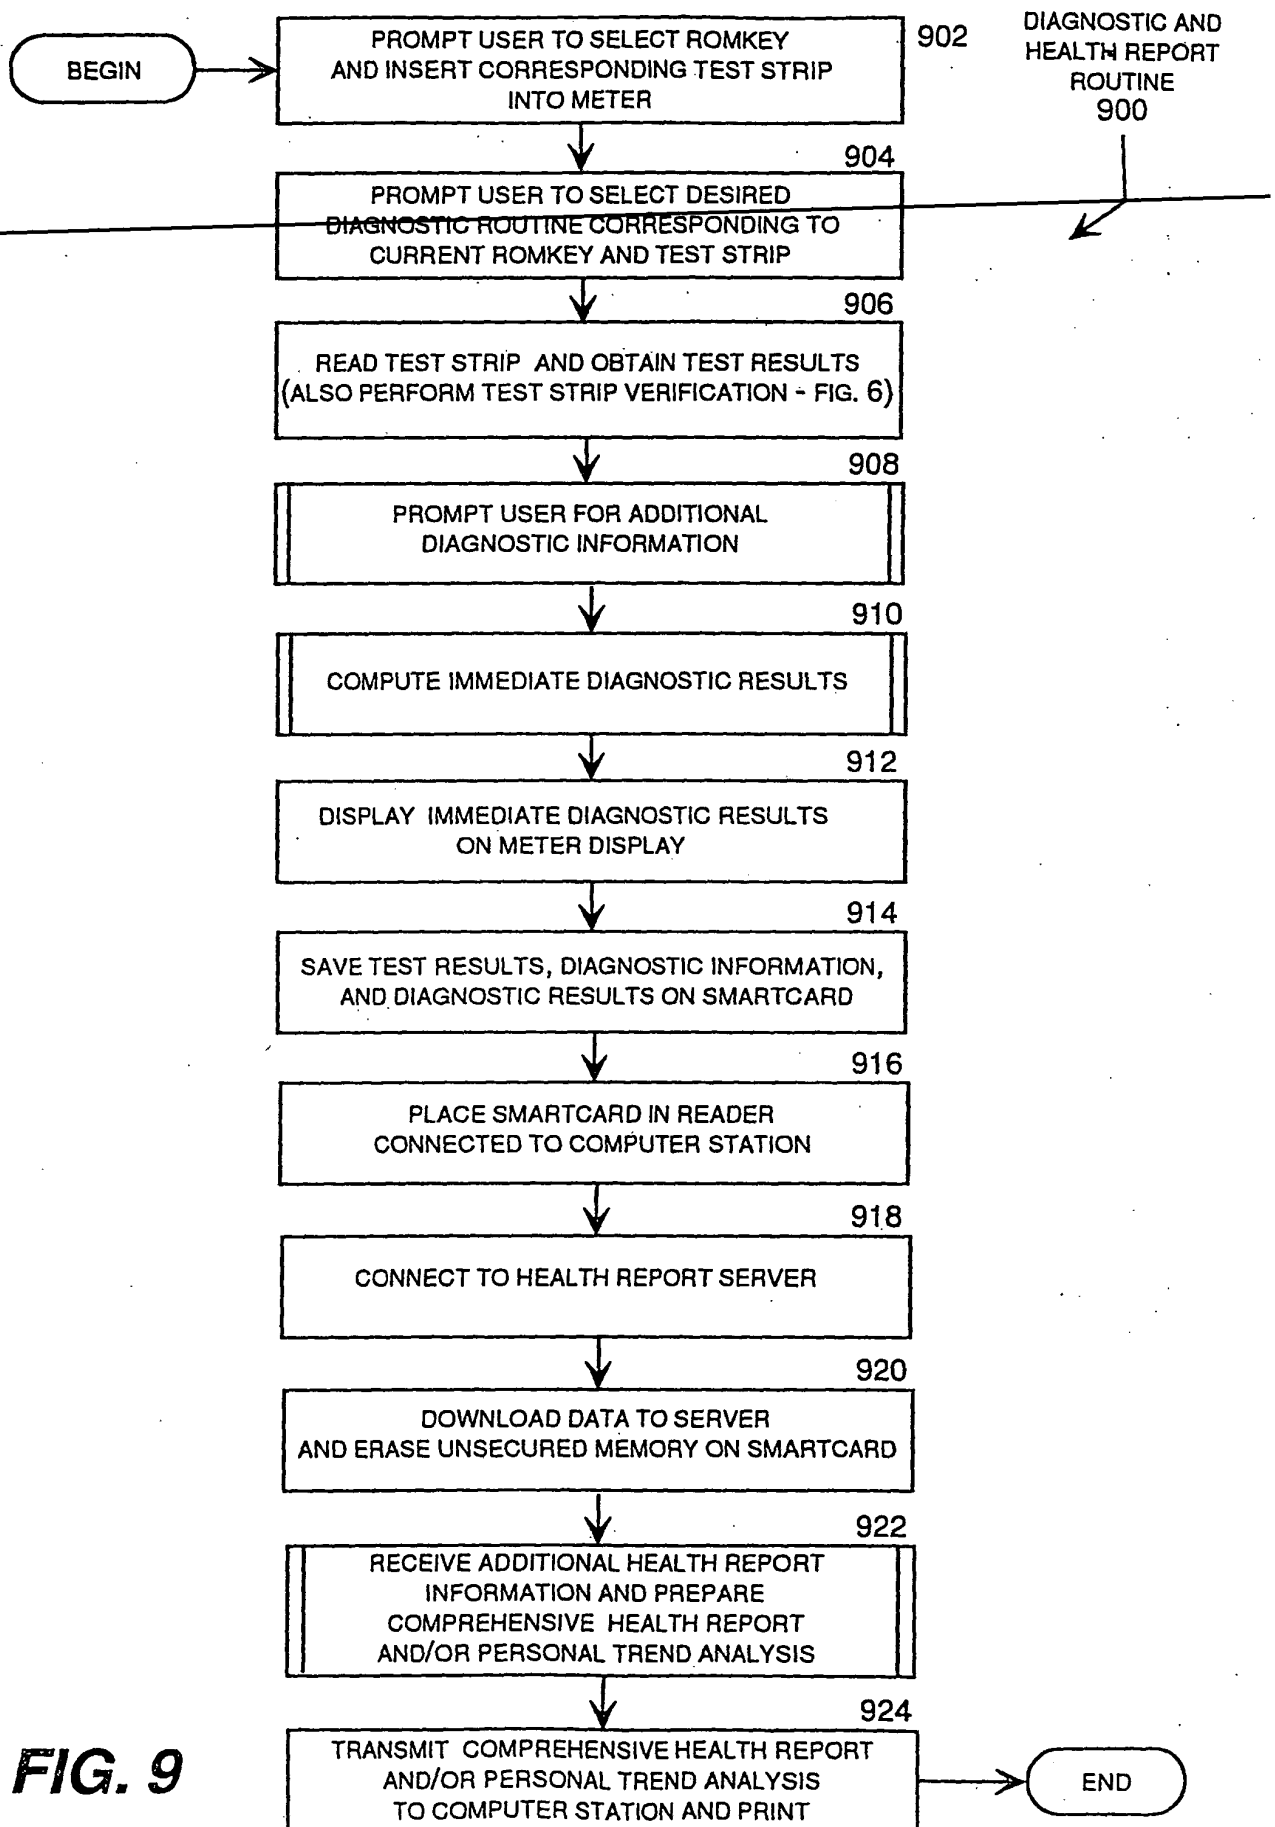 DIAGNOSTIC AND
HEALTH REPORT
ROUTINE
900
BEGIN
902
PROMPT USER TO SELECT ROMKEY
AND INSERT CORRESPONDING TEST STRIP
INTO METER
904
PROMPT USER TO SELECT DESIRED
DIAGNOSTIC ROUTINE CORRESPONDING TO
CURRENT ROMKEY AND TEST STRIP
906
READ TEST STRIP AND OBTAIN TEST RESULTS
(ALSO PERFORM TEST STRIP VERIFICATION - FIG. 6)
908
PROMPT USER FOR ADDITIONAL
DIAGNOSTIC INFORMATION
910
COMPUTE IMMEDIATE DIAGNOSTIC RESULTS
912
DISPLAY IMMEDIATE DIAGNOSTIC RESULTS
ON METER DISPLAY
914
SAVE TEST RESULTS, DIAGNOSTIC INFORMATION,
AND DIAGNOSTIC RESULTS ON SMARTCARD
916
PLACE SMARTCARD IN READER
CONNECTED TO COMPUTER STATION
918
CONNECT TO HEALTH REPORT SERVER
920
DOWNLOAD DATA TO SERVER
AND ERASE UNSECURED MEMORY ON SMARTCARD
922
RECEIVE ADDITIONAL HEALTH REPORT
INFORMATION AND PREPARE
COMPREHENSIVE HEALTH REPORT
AND/OR PERSONAL TREND ANALYSIS
924
TRANSMIT COMPREHENSIVE HEALTH REPORT
AND/OR PERSONAL TREND ANALYSIS
TO COMPUTER STATION AND PRINT
END
FIG. 9